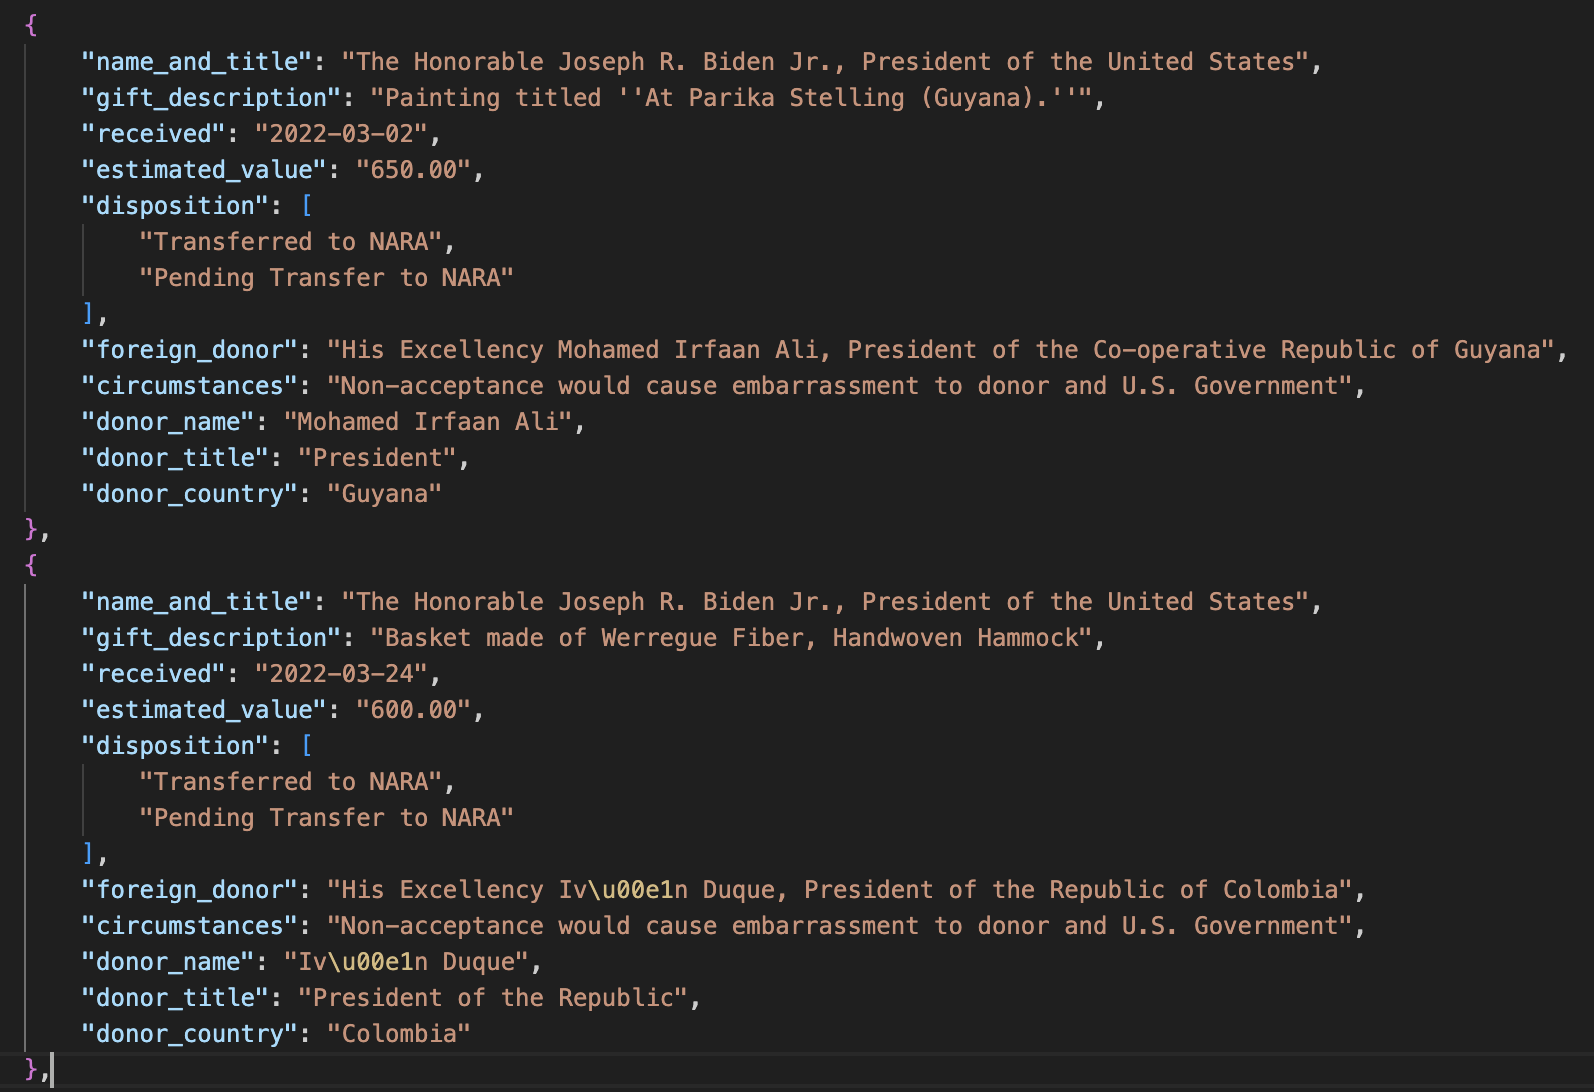 {
    "name_and_title": "The Honorable Joseph R. Biden Jr., President of the United States",
    "gift_description": "Painting titled ''At Parika Stelling (Guyana).''",
    "received": "2022-03-02",
    "estimated_value": "650.00",
    "disposition": [
        "Transferred to NARA",
        "Pending Transfer to NARA"
    ],
    "foreign_donor": "His Excellency Mohamed Irfaan Ali, President of the Co-operative Republic of Guyana",
    "circumstances": "Non-acceptance would cause embarrassment to donor and U.S. Government",
    "donor_name": "Mohamed Irfaan Ali",
    "donor_title": "President",
    "donor_country": "Guyana"
},
{
    "name_and_title": "The Honorable Joseph R. Biden Jr., President of the United States",
    "gift_description": "Basket made of Werregue Fiber, Handwoven Hammock",
    "received": "2022-03-24",
    "estimated_value": "600.00",
    "disposition": [
        "Transferred to NARA",
        "Pending Transfer to NARA"
    ],
    "foreign_donor": "His Excellency Iv\u00e1n Duque, President of the Republic of Colombia",
    "circumstances": "Non-acceptance would cause embarrassment to donor and U.S. Government",
    "donor_name": "Iv\u00e1n Duque",
    "donor_title": "President of the Republic",
    "donor_country": "Colombia"
},